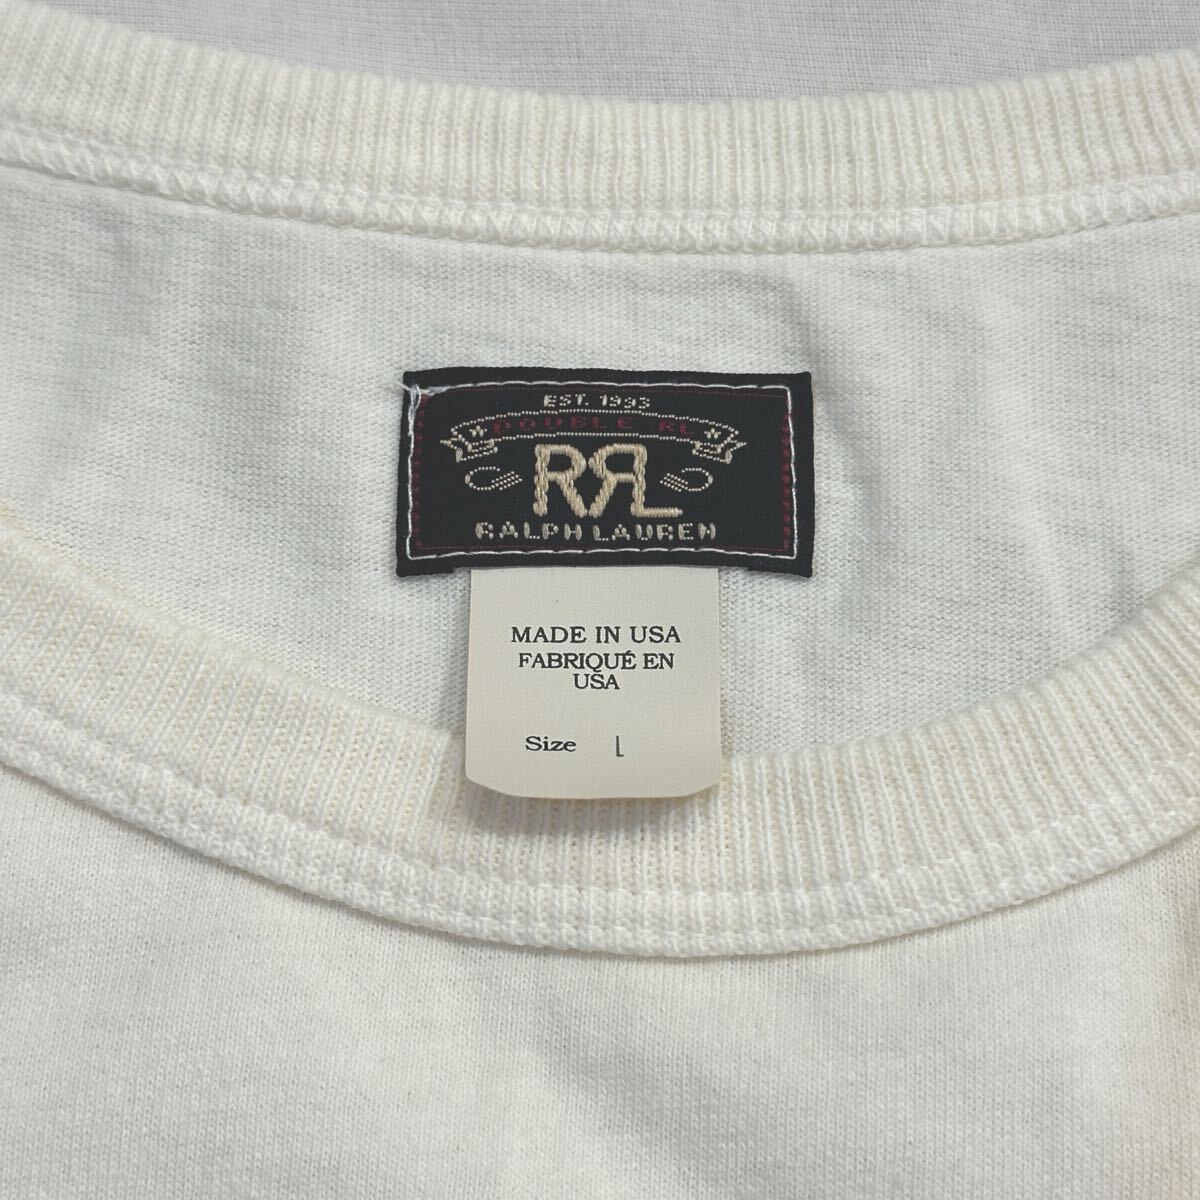 EST. 1993
DOUBLE RL
RRL
RALPH LAUREN
MADE IN USA
FABRIQUÉ EN
USA
Size L